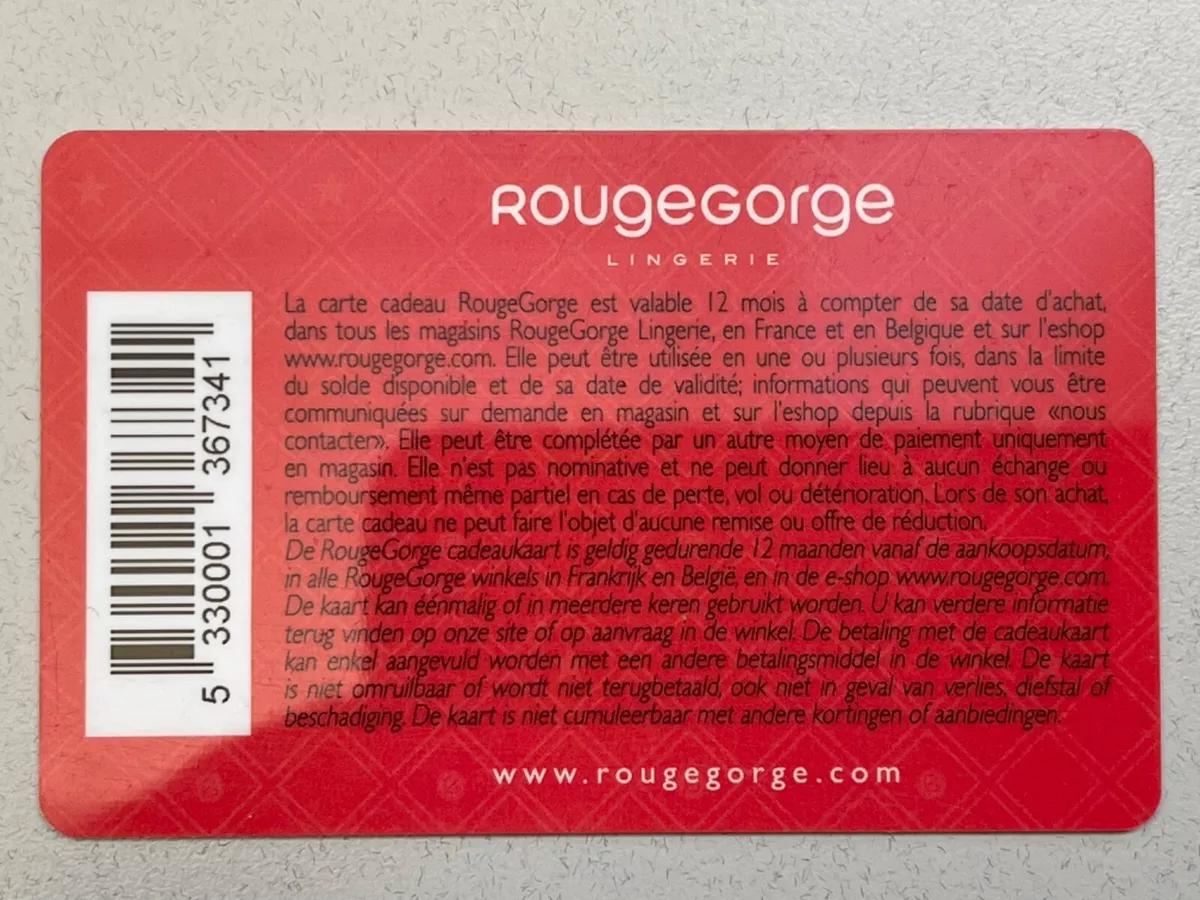 RougeGorge
LINGERIE
La carte cadeau RougeGorge est valable 12 mois à compter de sa date d'achat,
dans tous les magasins RougeGorge Lingerie, en France et en Belgique et sur l'eshop
www.rougegorge.com. Elle peut être utilisée en une ou plusieurs fois, dans la limite
du solde disponible et de sa date de validité; informations qui peuvent vous être
communiquées sur demande en magasin et sur l'eshop depuis la rubrique «nous
contacter». Elle peut être complétée par un autre moyen de paiement uniquement
en magasin. Elle n'est pas nominative et ne peut donner lieu à aucun échange ou
remboursement même partiel en cas de perte, vol ou détérioration. Lors de son achat,
la carte cadeau ne peut faire l'objet d'aucune remise ou offre de réduction.
De RougeGorge cadeaukaart is geldig gedurende 12 maanden vanaf de aankoopsdatum,
in alle RougeGorge winkels in Frankrijk en België, en in de e-shop www.rougegorge.com.
De kaart kan éénmalig of in meerdere keren gebruikt worden. U kan verdere informatie
terug vinden op onze site of op aanvraag in de winkel. De betaling met de cadeaukaart
kan enkel aangevuld worden met een andere betalingsmiddel in de winkel. De kaart
is niet omruilbaar of wordt niet terugbetaald, ook niet in geval van verlies, diefstal of
beschadiging. De kaart is niet cumuleerbaar met andere kortingen of aanbiedingen.
www.rougegorge.com
5 330001 367341